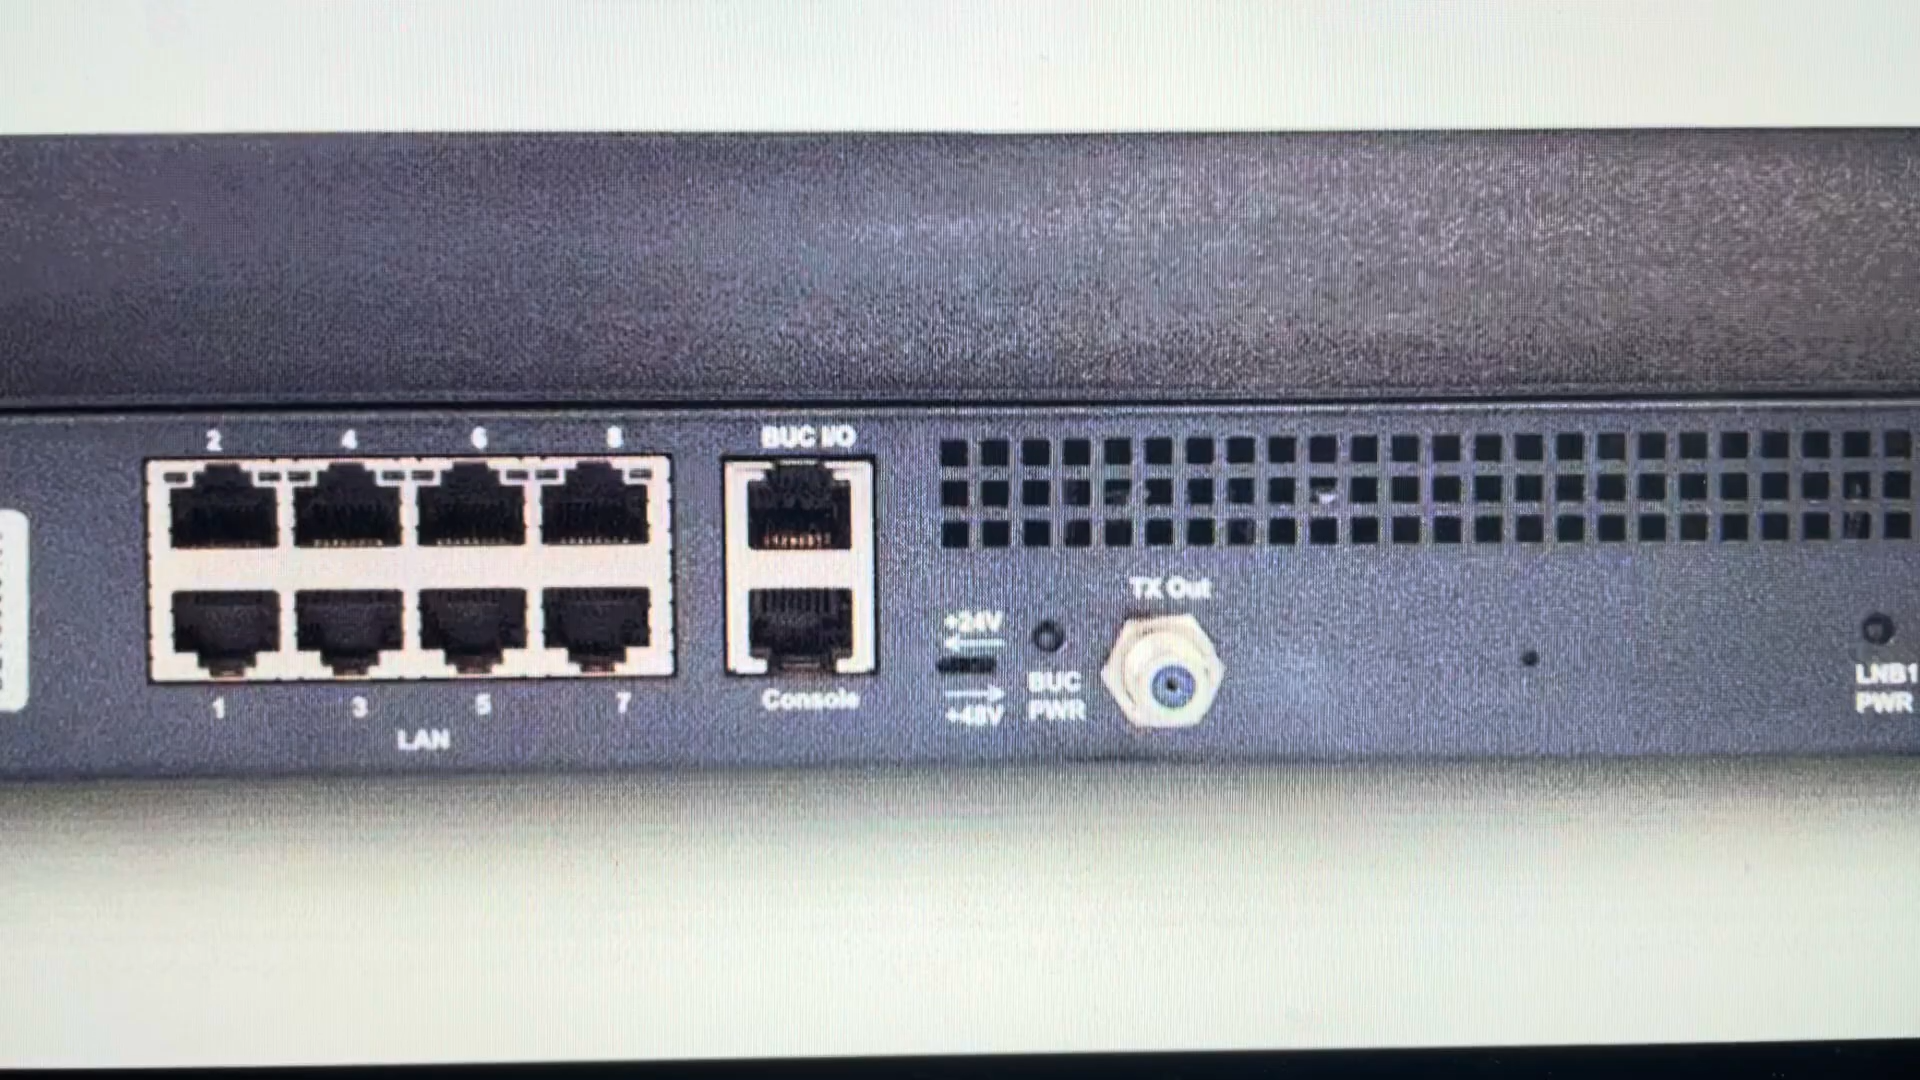 2 4 6 8
BUC I/O
1 3 5 7
LAN
Console
+24V
+48V
BUC
PWR
TX Out
LNB1
PWR